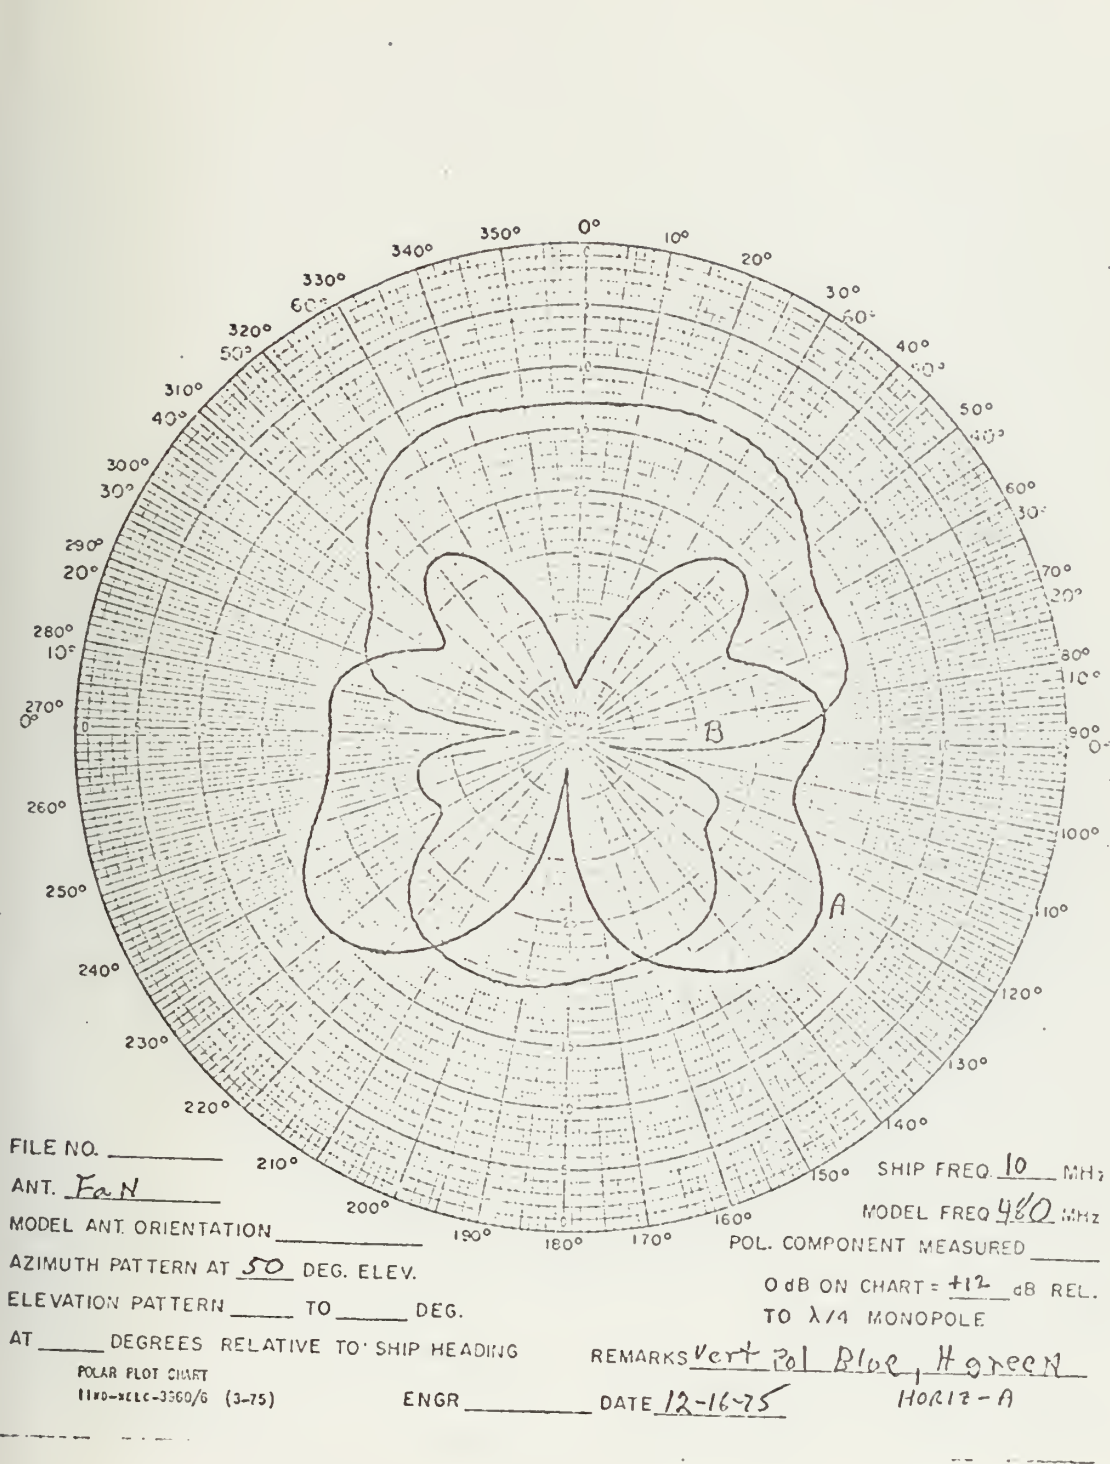 0°
350° 10°
340° 20°
330° 30°
60° 60°
320° 40°
50° 50°
310° 50°
40° 40°
300° 60°
30° 30°
290° 70°
20° 20°
280° 80°
10° 10°
270° 90°
0° 0°
B
260° 100°
250° 110°
A
240° 120°
230° 130°
220° 140°
210° 150°
200° 160°
190° 180° 170°
FILE NO.
ANT. FaN
MODEL ANT. ORIENTATION
AZIMUTH PATTERN AT 50 DEG. ELEV.
ELEVATION PATTERN TO DEG.
AT DEGREES RELATIVE TO SHIP HEADING
POLAR PLOT CHART
(3-75)
ENGR
DATE 12-16-75
SHIP FREQ. 10 MHz
MODEL FREQ 480 MHz
POL. COMPONENT MEASURED
0 dB ON CHART = +12 dB REL.
TO λ/4 MONOPOLE
REMARKS Vert Pol Blue, H greeN
HORIZ-A